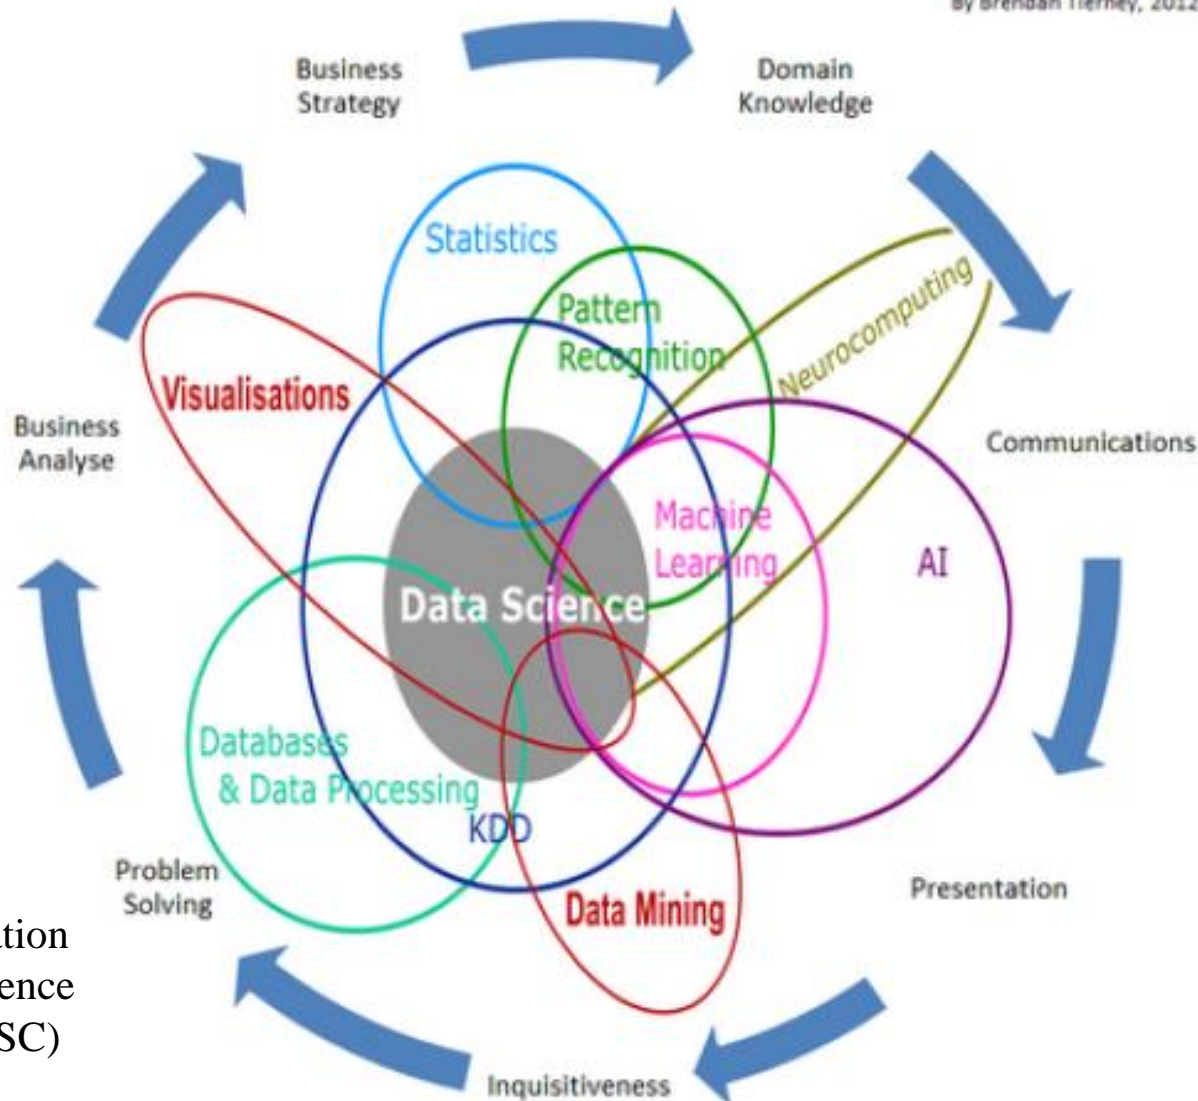 By Brendan Tierney, 2012
Business
Strategy
Domain
Knowledge
Statistics
Pattern
Recognition
Neurocomputing
Visualisations
Business
Analyse
Communications
Machine
Learning
AI
Data Science
Databases
& Data Processing
KDD
Problem
Solving
Presentation
Data Mining
ation
ence
SC)
Inquisitiveness